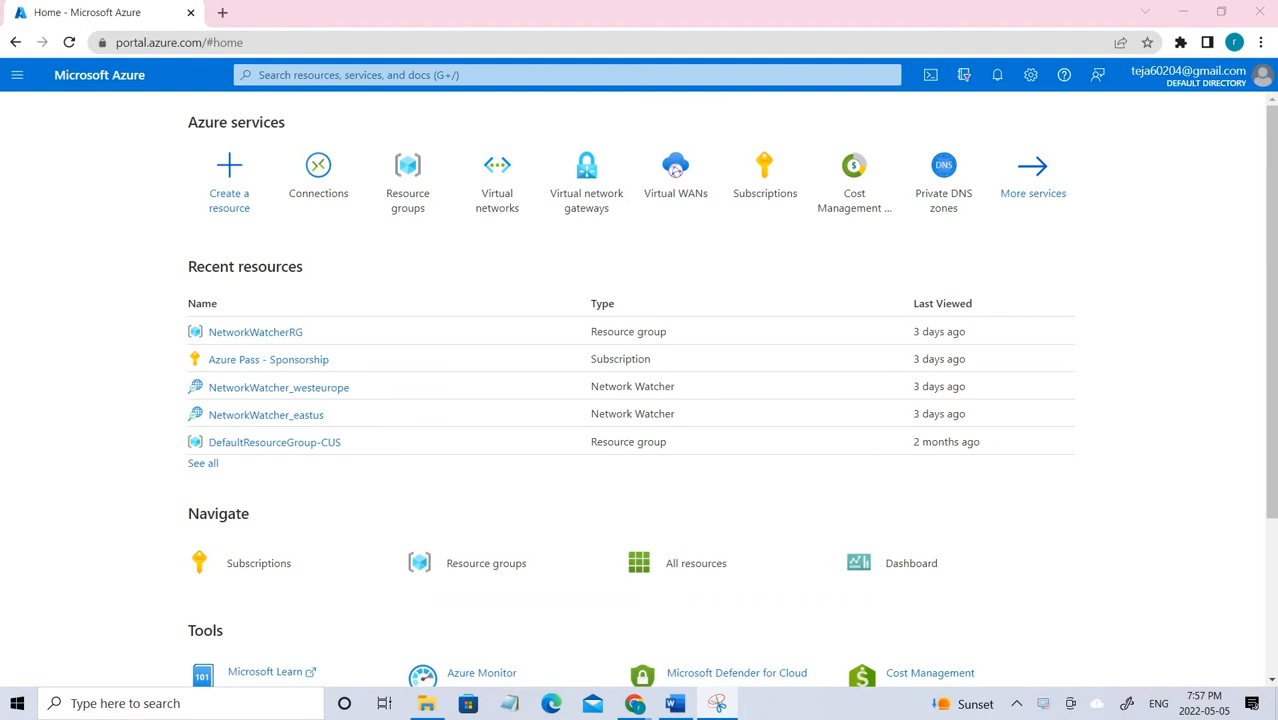 Home - Microsoft Azure
portal.azure.com/#home
Microsoft Azure
Search resources, services, and docs (G+/)
teja60204@gmail.com
DEFAULT DIRECTORY
Azure services
Create a
resource
Connections
Resource
groups
Virtual
networks
Virtual network
gateways
Virtual WANs
Subscriptions
Cost
Management ...
DNS
Private DNS
zones
More services
Recent resources
Name Type Last Viewed
NetworkWatcherRG Resource group 3 days ago
Azure Pass - Sponsorship Subscription 3 days ago
NetworkWatcher_westeurope Network Watcher 3 days ago
NetworkWatcher_eastus Network Watcher 3 days ago
DefaultResourceGroup-CUS Resource group 2 months ago
See all
Navigate
Subscriptions Resource groups All resources Dashboard
Tools
101 Microsoft Learn Azure Monitor Microsoft Defender for Cloud $ Cost Management
Type here to search
Sunset
ENG
7:57 PM
2022-05-05